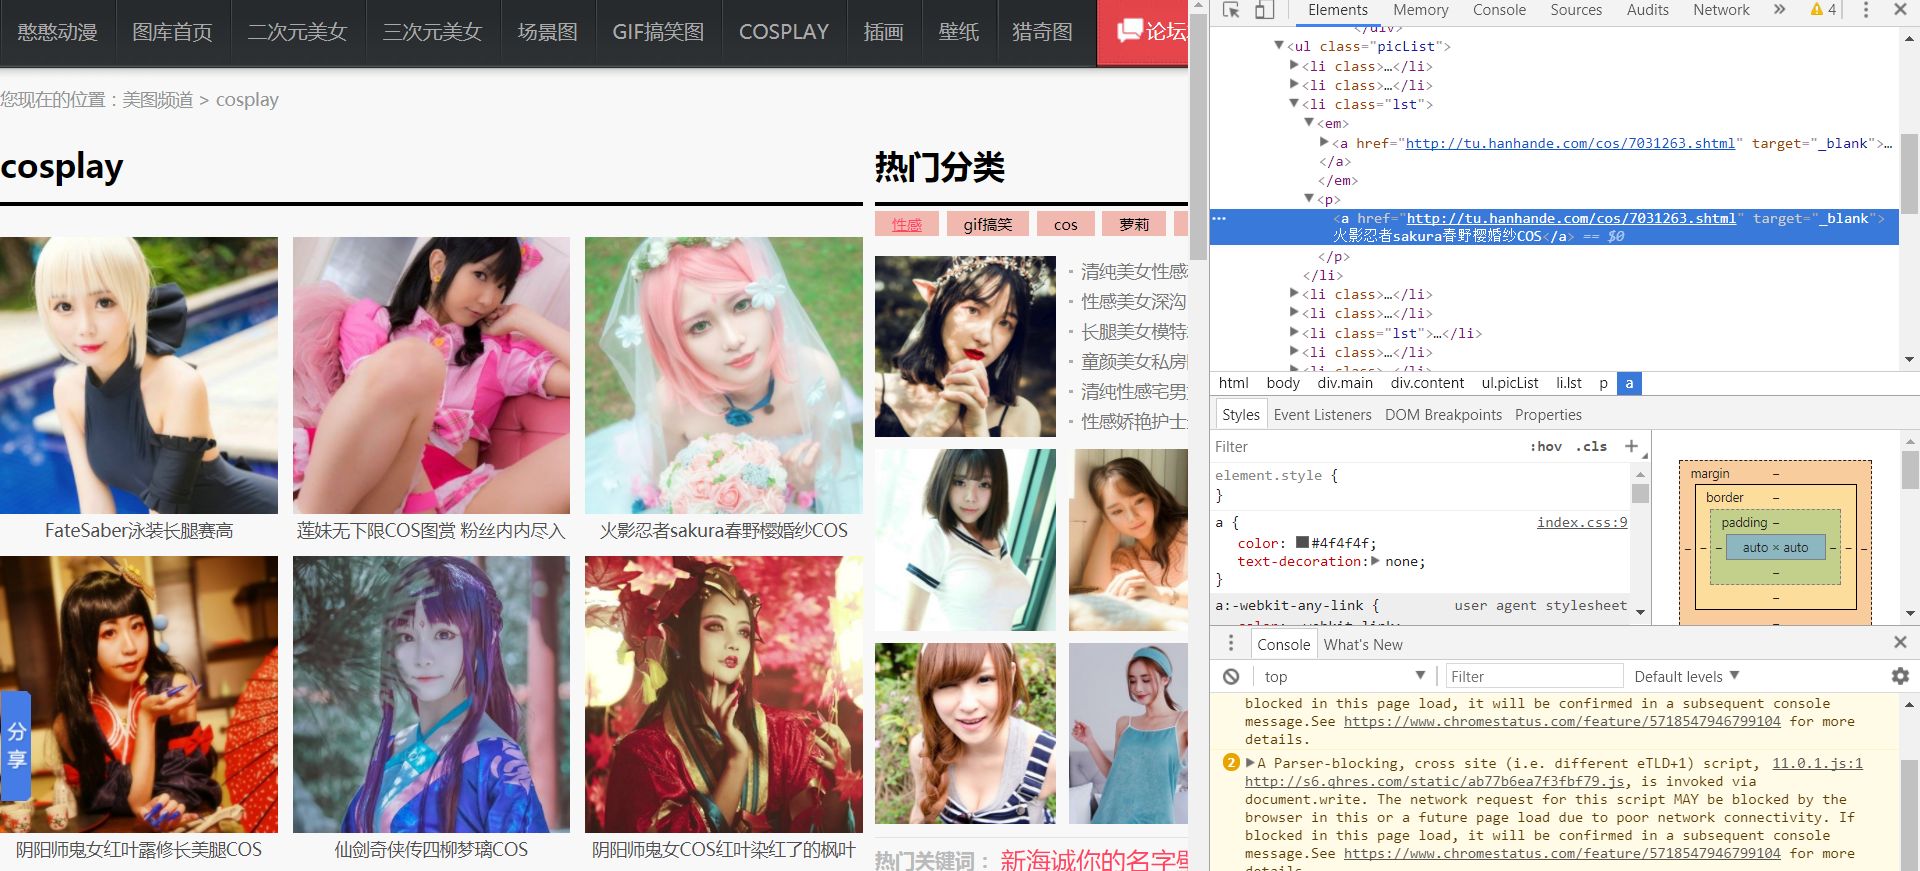 憨憨动漫 图库首页 二次元美女 三次元美女 场景图 GIF搞笑图 COSPLAY 插画 壁纸 猎奇图 论坛
您现在的位置：美图频道 > cosplay
cosplay
FateSaber泳装长腿赛高 莲妹无下限COS图赏 粉丝内内尽入 火影忍者sakura春野樱婚纱COS
阴阳师鬼女红叶露修长美腿COS 仙剑奇侠传四柳梦璃COS 阴阳师鬼女COS红叶染红了的枫叶
分
享
热门分类
性感 gif搞笑 cos 萝莉
清纯美女性感
性感美女深沟
长腿美女模特
童颜美女私房
清纯性感宅男
性感娇艳护士
热门关键词： 新海诚你的名字壁
Elements Memory Console Sources Audits Network » 4
</div>
<ul class="picList">
<li class>…</li>
<li class>…</li>
<li class="lst">
<em>
<a href="http://tu.hanhande.com/cos/7031263.shtml" target="_blank">…
</a>
</em>
<p>
<a href="http://tu.hanhande.com/cos/7031263.shtml" target="_blank">
火影忍者sakura春野樱婚纱COS</a> == $0
</p>
</li>
<li class>…</li>
<li class>…</li>
<li class="lst">…</li>
<li class>…</li>
<li class>…</li>
html body div.main div.content ul.picList li.lst p a
Styles Event Listeners DOM Breakpoints Properties
Filter :hov .cls +
element.style {
}
a { index.css:9
color: #4f4f4f;
text-decoration: none;
}
a:-webkit-any-link { user agent stylesheet
color: -webkit-link;
margin –
border –
padding –
– – – auto × auto – – –
–
–
–
Console What's New
top Filter Default levels
blocked in this page load, it will be confirmed in a subsequent console
message.See https://www.chromestatus.com/feature/5718547946799104 for more
details.
2 A Parser-blocking, cross site (i.e. different eTLD+1) script, 11.0.1.js:1
http://s6.qhres.com/static/ab77b6ea7f3fbf79.js, is invoked via
document.write. The network request for this script MAY be blocked by the
browser in this or a future page load due to poor network connectivity. If
blocked in this page load, it will be confirmed in a subsequent console
message.See https://www.chromestatus.com/feature/5718547946799104 for more
details.